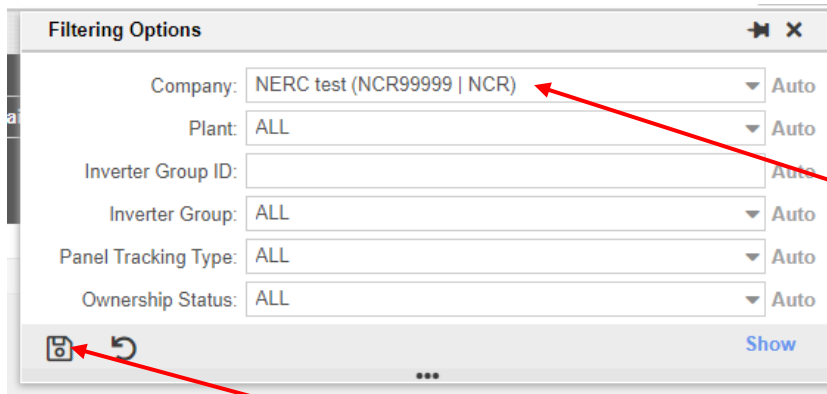 Filtering Options
Company: NERC test (NCR99999 | NCR) Auto
Plant: ALL Auto
Inverter Group ID: Auto
Inverter Group: ALL Auto
Panel Tracking Type: ALL Auto
Ownership Status: ALL Auto
Show